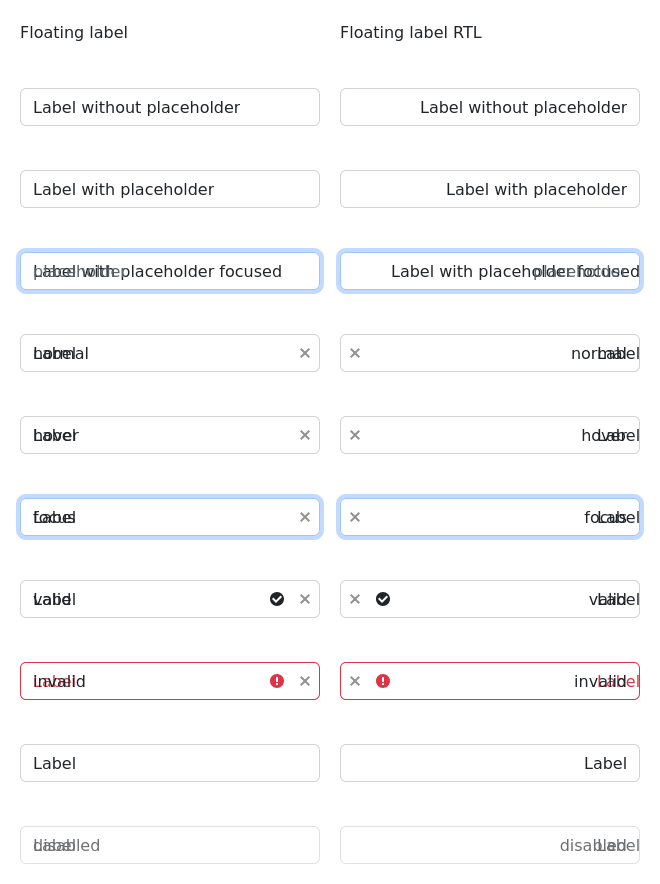 Floating label
Floating label RTL
Label without placeholder
Label without placeholder
Label with placeholder
Label with placeholder
Label with placeholder focused
placeholder
Label with placeholder focused
placeholder
Label
normal
normal
Label
Label
hover
hover
Label
Label
focus
focus
Label
Label
valid
valid
Label
Label
invalid
invalid
Label
Label
Label
Label
disabled
disabled
Label